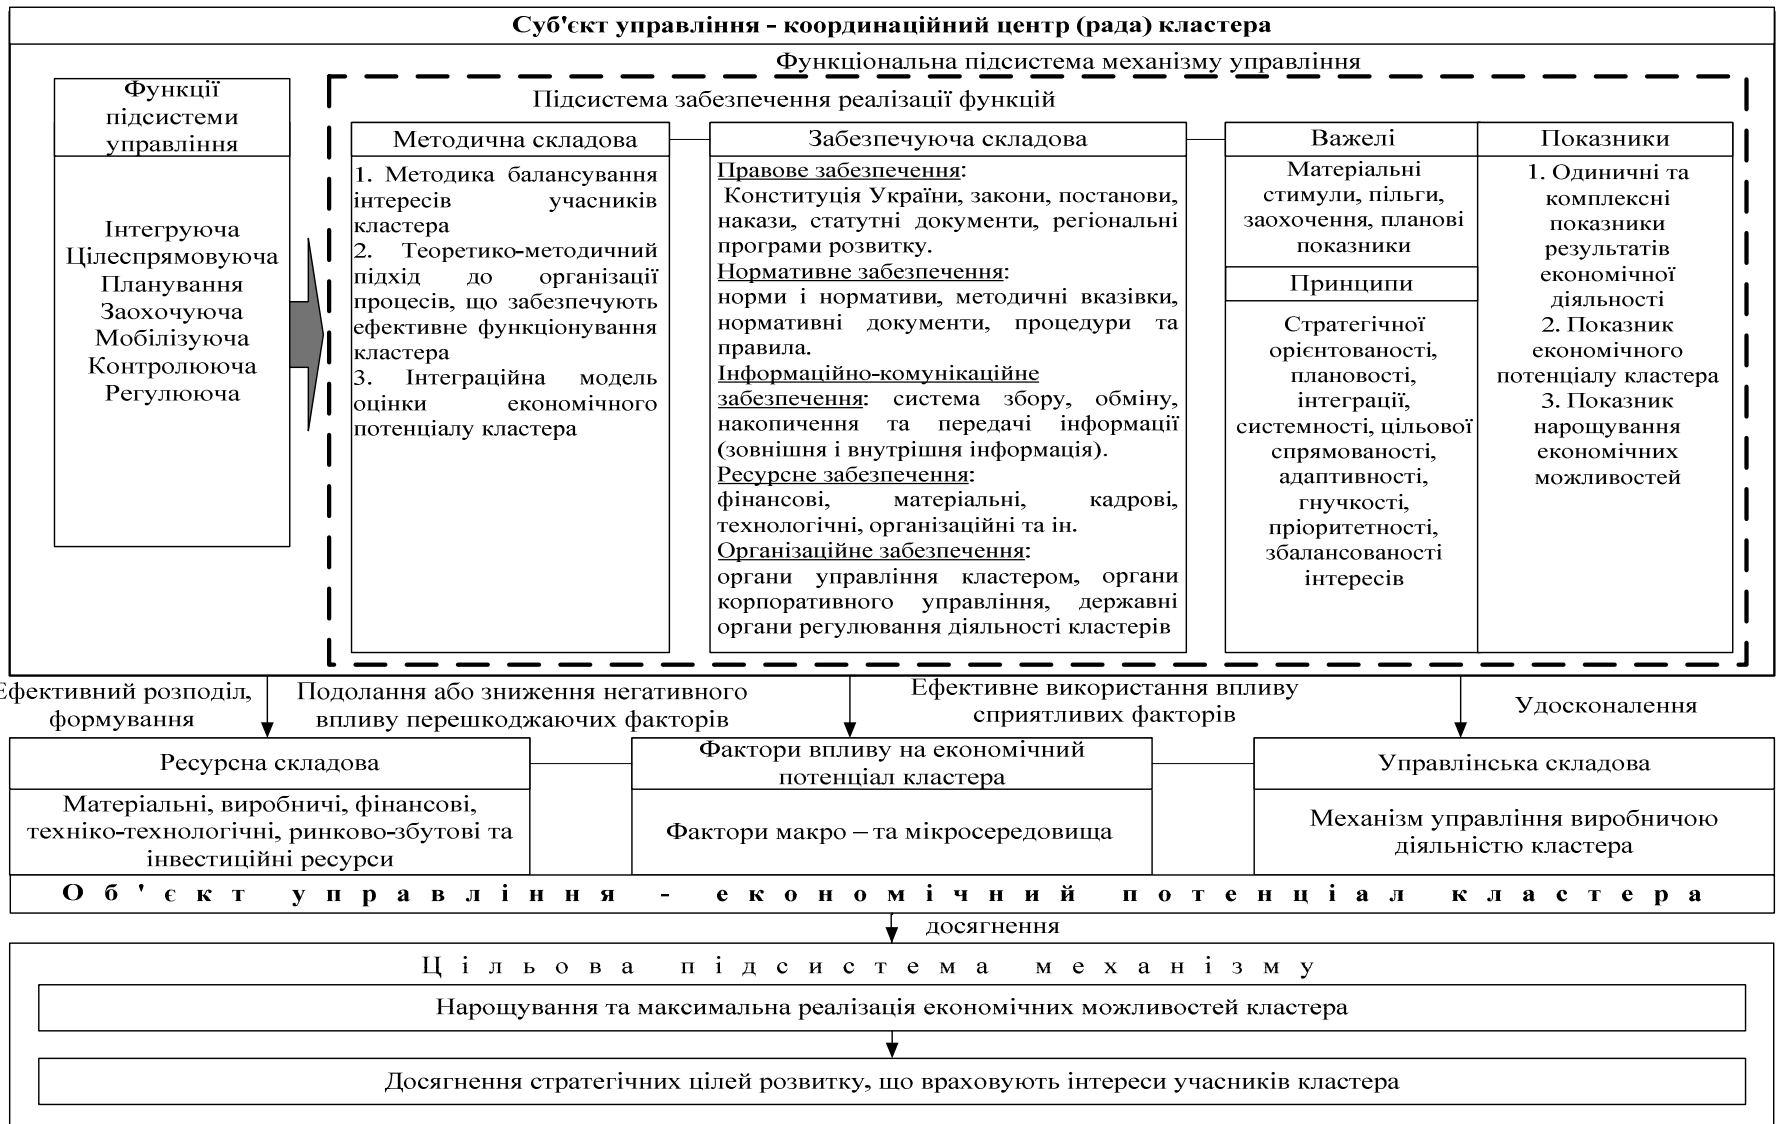 Суб'єкт управління - координаційний центр (рада) кластера
Функціональна підсистема механізму управління
Функції
підсистеми
управління
Інтегруюча
Цілеспрямовуюча
Планування
Заохочуюча
Мобілізуюча
Контролююча
Регулююча
Підсистема забезпечення реалізації функцій
Методична складова
1. Методика балансування
інтересів учасників
кластера
2. Теоретико-методичний
підхід до організації
процесів, що забезпечують
ефективне функціонування
кластера
3. Інтеграційна модель
оцінки економічного
потенціалу кластера
Забезпечуюча складова
Правове забезпечення:
Конституція України, закони, постанови,
накази, статутні документи, регіональні
програми розвитку.
Нормативне забезпечення:
норми і нормативи, методичні вказівки,
нормативні документи, процедури та
правила.
Інформаційно-комунікаційне
забезпечення: система збору, обміну,
накопичення та передачі інформації
(зовнішня і внутрішня інформація).
Ресурсне забезпечення:
фінансові, матеріальні, кадрові,
технологічні, організаційні та ін.
Організаційне забезпечення:
органи управління кластером, органи
корпоративного управління, державні
органи регулювання діяльності кластерів
Важелі
Матеріальні
стимули, пільги,
заохочення, планові
показники
Принципи
Стратегічної
орієнтованості,
плановості,
інтеграції,
системності, цільової
спрямованості,
адаптивності,
гнучкості,
пріоритетності,
збалансованості
інтересів
Показники
1. Одиничні та
комплексні
показники
результатів
економічної
діяльності
2. Показник
економічного
потенціалу кластера
3. Показник
нарощування
економічних
можливостей
Ефективний розподіл,
формування
Подолання або зниження негативного
впливу перешкоджаючих факторів
Ефективне використання впливу
сприятливих факторів
Удосконалення
Ресурсна складова
Матеріальні, виробничі, фінансові,
техніко-технологічні, ринково-збутові та
інвестиційні ресурси
Фактори впливу на економічний
потенціал кластера
Фактори макро – та мікросередовища
Управлінська складова
Механізм управління виробничою
діяльністю кластера
Об'єкт управління - економічний потенціал кластера
досягнення
Цільова підсистема механізму
Нарощування та максимальна реалізація економічних можливостей кластера
Досягнення стратегічних цілей розвитку, що враховують інтереси учасників кластера